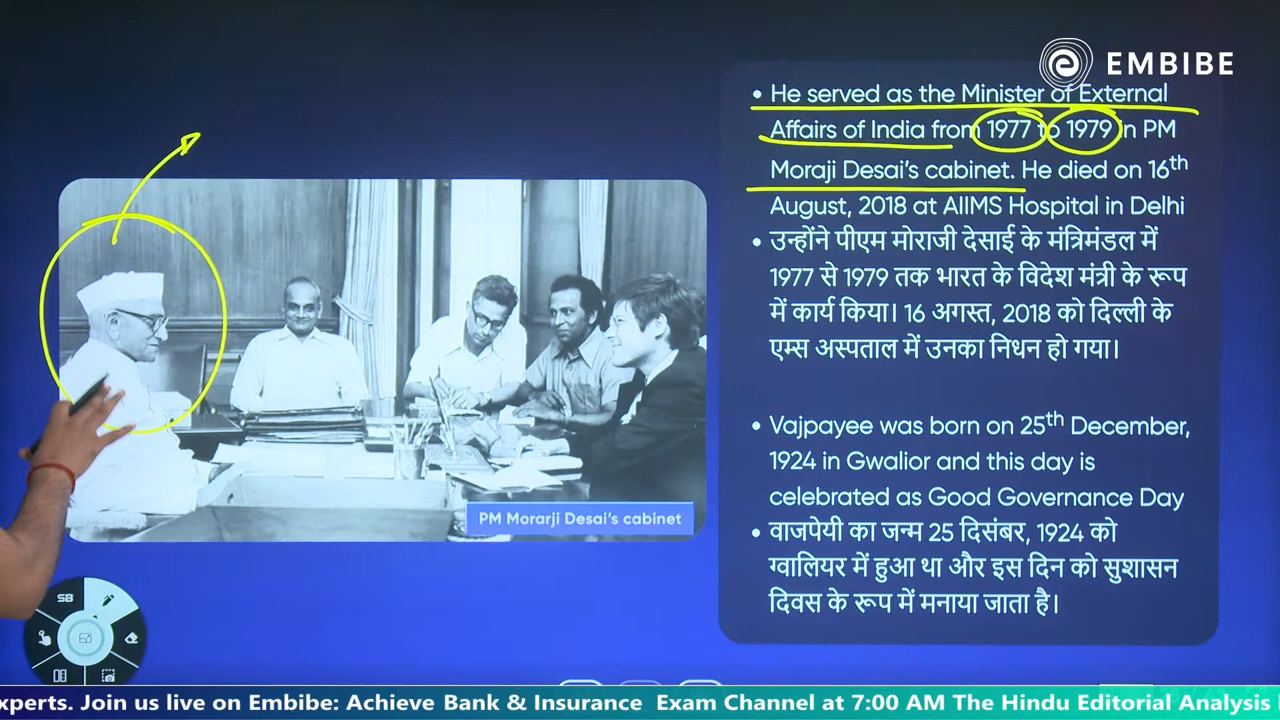 EMBIBE
• He served as the Minister of External
Affairs of India from 1977 to 1979 in PM
Moraji Desai's cabinet. He died on 16th
August, 2018 at AIIMS Hospital in Delhi
• उन्होंने पीएम मोराजी देसाई के मंत्रिमंडल में
1977 से 1979 तक भारत के विदेश मंत्री के रूप
में कार्य किया। 16 अगस्त, 2018 को दिल्ली के
एम्स अस्पताल में उनका निधन हो गया।
• Vajpayee was born on 25th December,
1924 in Gwalior and this day is
celebrated as Good Governance Day
• वाजपेयी का जन्म 25 दिसंबर, 1924 को
ग्वालियर में हुआ था और इस दिन को सुशासन
दिवस के रूप में मनाया जाता है।
PM Morarji Desai's cabinet
SB
xperts. Join us live on Embibe: Achieve Bank & Insurance Exam Channel at 7:00 AM The Hindu Editorial Analysis